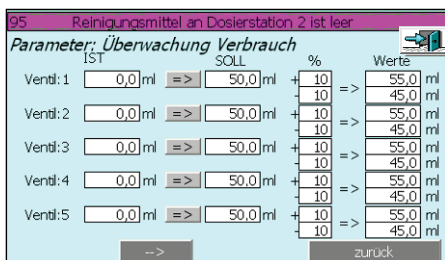 95 Reinigungsmittel an Dosierstation 2 ist leer
Parameter: Überwachung Verbrauch
IST SOLL % Werte
Ventil:1 0,0 ml => 50,0 ml + 10 => 55,0 ml
- 10 45,0 ml
Ventil:2 0,0 ml => 50,0 ml + 10 => 55,0 ml
- 10 45,0 ml
Ventil:3 0,0 ml => 50,0 ml + 10 => 55,0 ml
- 10 45,0 ml
Ventil:4 0,0 ml => 50,0 ml + 10 => 55,0 ml
- 10 45,0 ml
Ventil:5 0,0 ml => 50,0 ml + 10 => 55,0 ml
- 10 45,0 ml
--> zurück